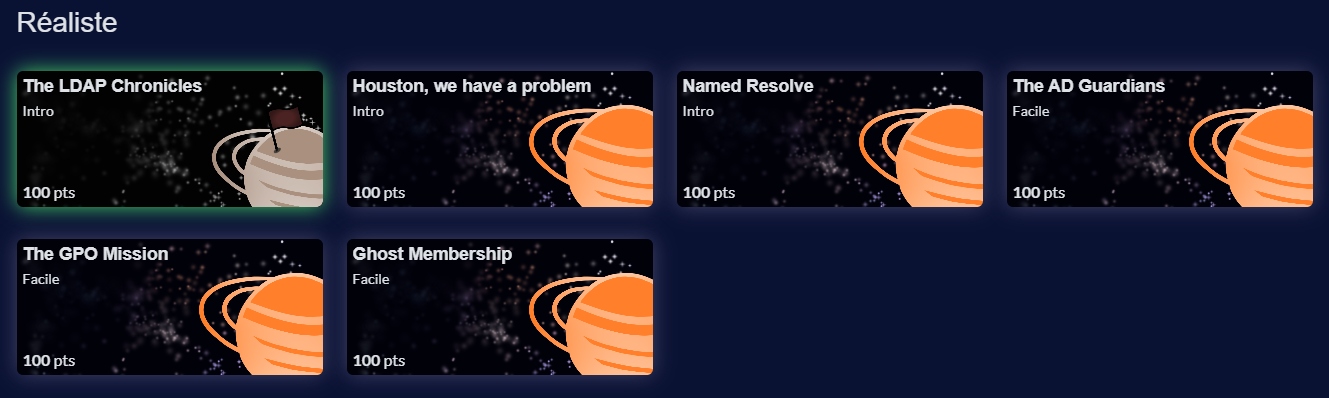 Réaliste
The LDAP Chronicles
Intro
100 pts
Houston, we have a problem
Intro
100 pts
Named Resolve
Intro
100 pts
The AD Guardians
Facile
100 pts
The GPO Mission
Facile
100 pts
Ghost Membership
Facile
100 pts